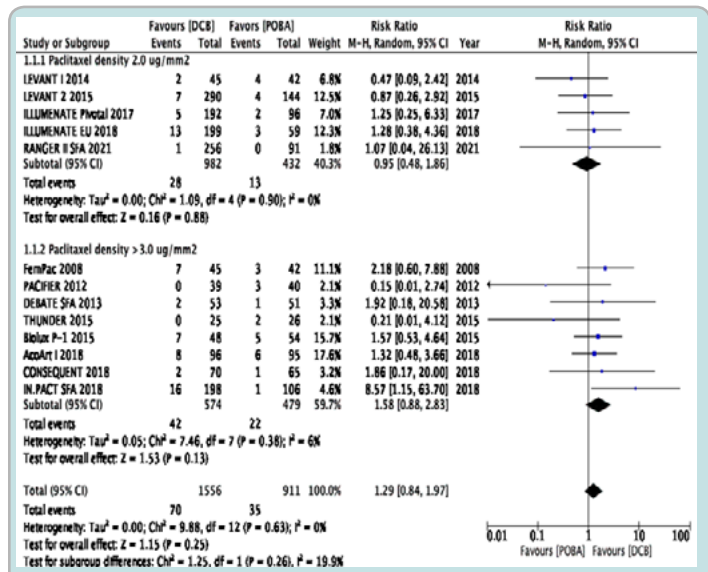 Favours [DCB] Favors [POBA] Risk Ratio Risk Ratio
Study or Subgroup Events Total Events Total Weight M-H, Random, 95% CI Year M-H, Random, 95% CI
1.1.1 Paclitaxel density 2.0 ug/mm2
LEVANT I 2014 2 45 4 42 6.8% 0.47 [0.09, 2.42] 2014
LEVANT 2 2015 7 290 4 144 12.5% 0.87 [0.26, 2.92] 2015
ILLUMENATE Pivotal 2017 5 192 2 96 7.0% 1.25 [0.25, 6.33] 2017
ILLUMENATE EU 2018 13 199 3 59 12.3% 1.28 [0.38, 4.36] 2018
RANGER II SFA 2021 1 256 0 91 1.8% 1.07 [0.04, 26.13] 2021
Subtotal (95% CI) 982 432 40.3% 0.95 [0.48, 1.86]
Total events 28 13
Heterogeneity: Tau² = 0.00; Chi² = 1.09, df = 4 (P = 0.90); I² = 0%
Test for overall effect: Z = 0.16 (P = 0.88)
1.1.2 Paclitaxel density >3.0 ug/mm2
FemPac 2008 7 45 3 42 11.1% 2.18 [0.60, 7.88] 2008
PACIFIER 2012 0 39 3 40 2.1% 0.15 [0.01, 2.74] 2012
DEBATE SFA 2013 2 53 1 51 3.3% 1.92 [0.18, 20.58] 2013
THUNDER 2015 0 25 2 26 2.1% 0.21 [0.01, 4.12] 2015
Biolux P-1 2015 7 48 5 54 15.7% 1.57 [0.53, 4.64] 2015
AcoArt I 2018 8 96 6 95 17.6% 1.32 [0.48, 3.66] 2018
CONSEQUENT 2018 2 70 1 65 3.2% 1.86 [0.17, 20.00] 2018
IN.PACT SFA 2018 16 198 1 106 4.6% 8.57 [1.15, 63.70] 2018
Subtotal (95% CI) 574 479 59.7% 1.58 [0.88, 2.83]
Total events 42 22
Heterogeneity: Tau² = 0.05; Chi² = 7.46, df = 7 (P = 0.38); I² = 6%
Test for overall effect: Z = 1.53 (P = 0.13)
Total (95% CI) 1556 911 100.0% 1.29 [0.84, 1.97]
Total events 70 35
Heterogeneity: Tau² = 0.00; Chi² = 9.88, df = 12 (P = 0.63); I² = 0%
Test for overall effect: Z = 1.15 (P = 0.25)
Test for subgroup differences: Chi² = 1.25, df = 1 (P = 0.26), I² = 19.9%
0.01 0.1 1 10 100
Favours [POBA] Favours [DCB]